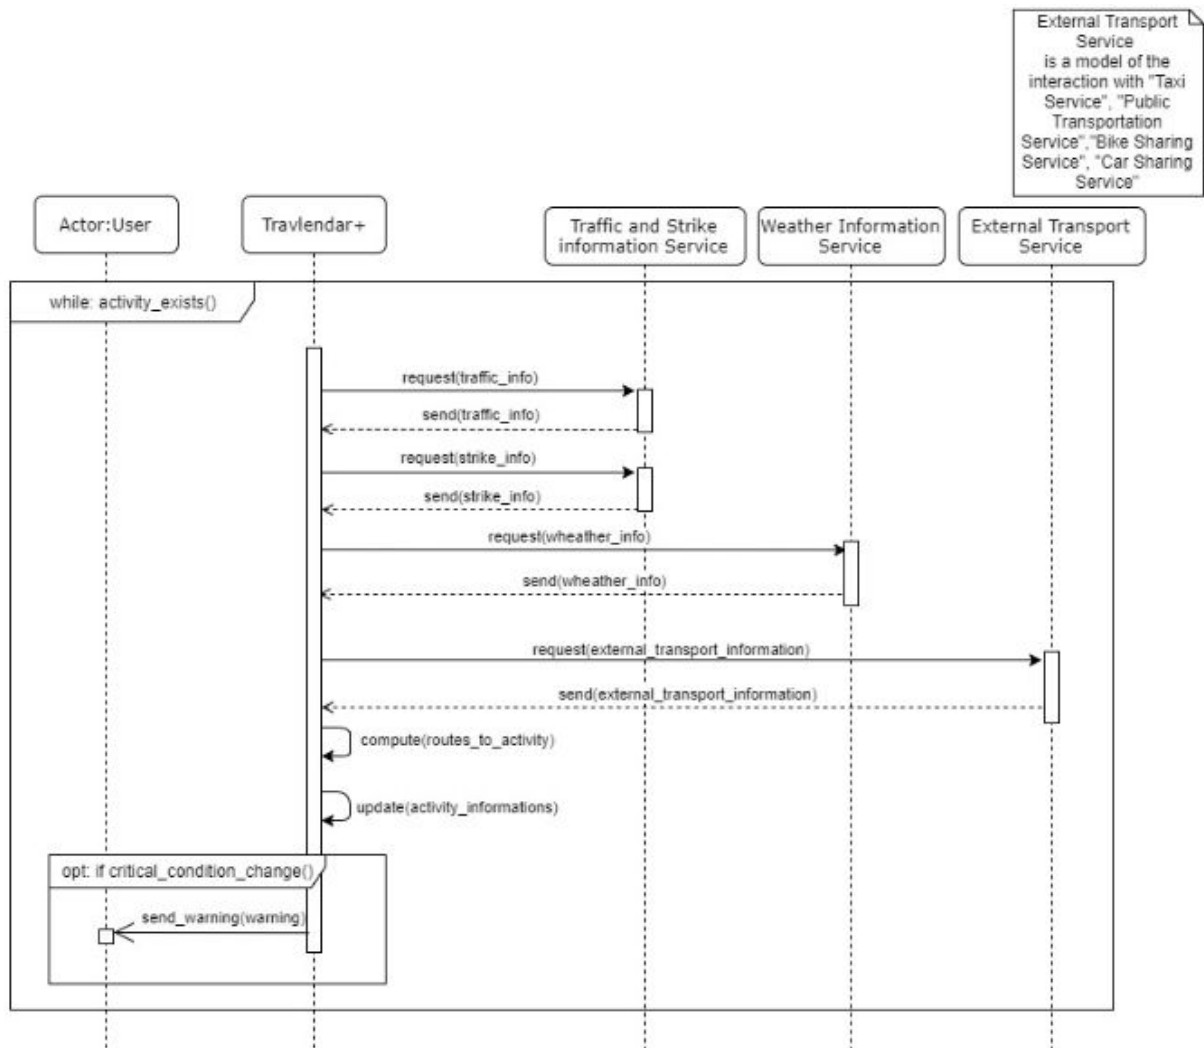 External Transport
Service
is a model of the
interaction with "Taxi
Service", "Public
Transportation
Service","Bike Sharing
Service", "Car Sharing
Service"
Actor:User
Travlendar+
Traffic and Strike
information Service
Weather Information
Service
External Transport
Service
while: activity_exists()
request(traffic_info)
send(traffic_info)
request(strike_info)
send(strike_info)
request(wheather_info)
send(wheather_info)
request(external_transport_information)
send(external_transport_information)
compute(routes_to_activity)
update(activity_informations)
opt: if critical_condition_change()
send_warning(warning)